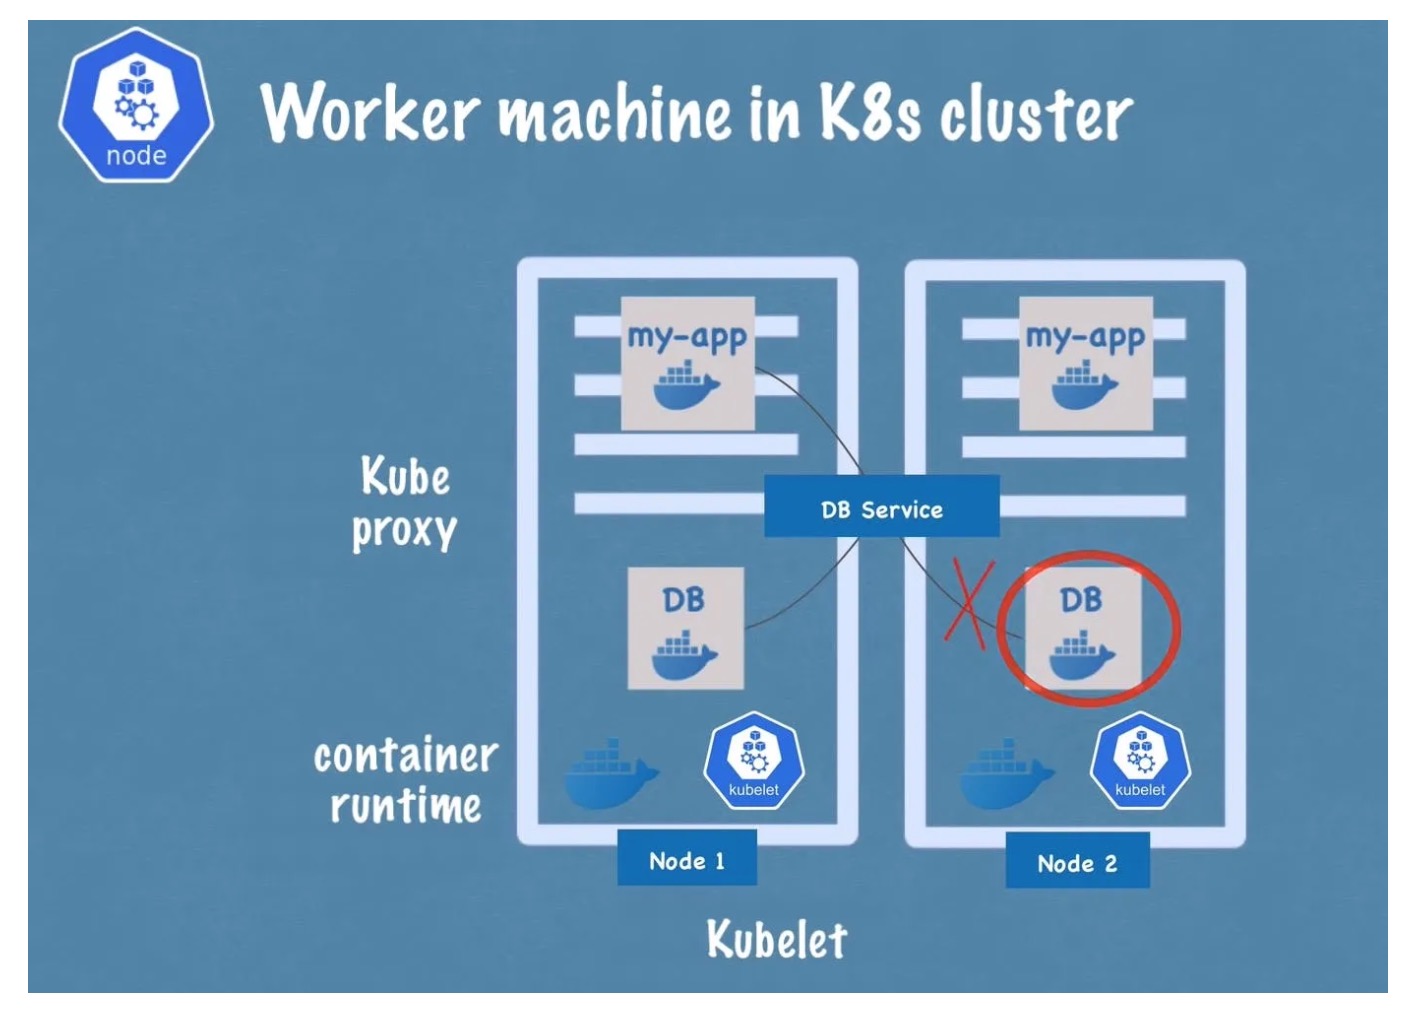 node
Worker machine in K8s cluster
my-app
my-app
Kube
proxy
DB Service
DB
DB
container
runtime
kubelet
kubelet
Node 1
Node 2
Kubelet